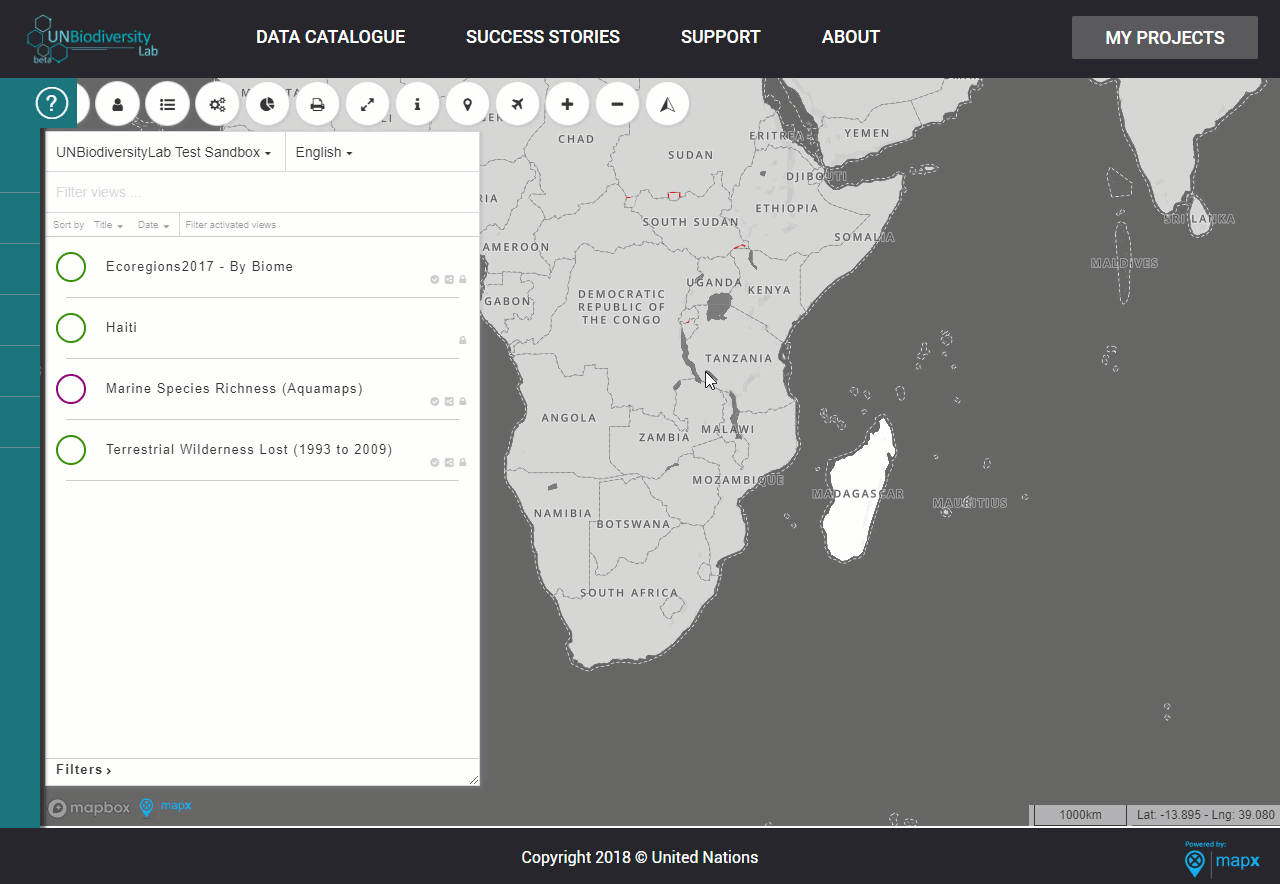 UNBiodiversity
Lab
beta
DATA CATALOGUE
SUCCESS STORIES
SUPPORT
ABOUT
MY PROJECTS
?
UNBiodiversityLab Test Sandbox
English
Filter views ...
Sort by Title Date Filter activated views
Ecoregions2017 - By Biome
Haiti
Marine Species Richness (Aquamaps)
Terrestrial Wilderness Lost (1993 to 2009)
Filters ›
CHAD
SUDAN
ERITREA
YEMEN
DJIBOUTI
ETHIOPIA
SOUTH SUDAN
SOMALIA
SRI LANKA
MALDIVES
AMEROON
UGANDA
KENYA
GABON
DEMOCRATIC
REPUBLIC OF
THE CONGO
TANZANIA
ANGOLA
ZAMBIA
MALAWI
MOZAMBIQUE
MADAGASCAR
MAURITIUS
NAMIBIA
BOTSWANA
SOUTH AFRICA
mapbox
mapx
1000km
Lat: -13.895 - Lng: 39.080
Copyright 2018 © United Nations
Powered by:
mapx